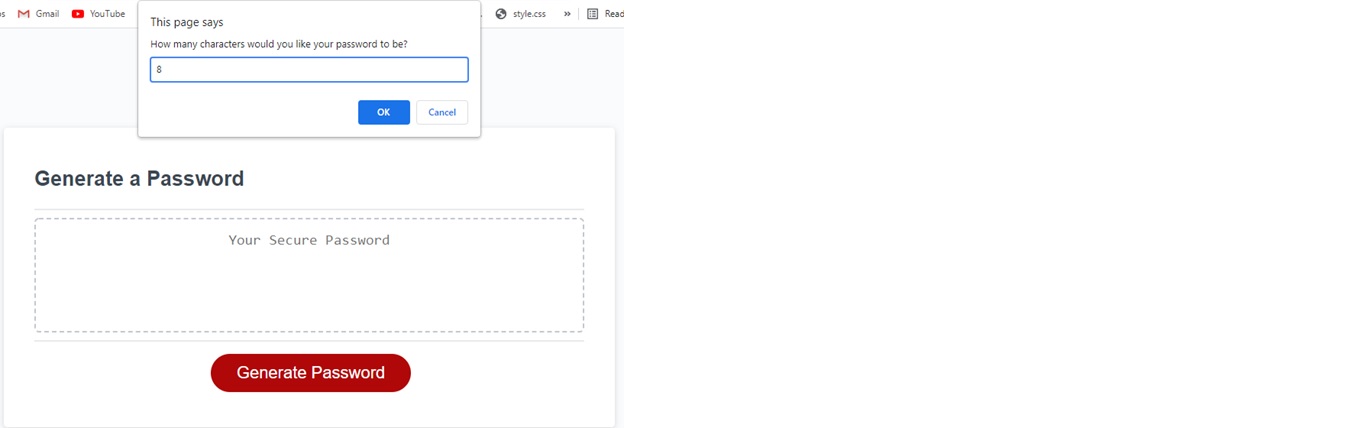 Gmail YouTube style.css » Read
This page says
How many characters would you like your password to be?
8
OK Cancel
Generate a Password
Your Secure Password
Generate Password